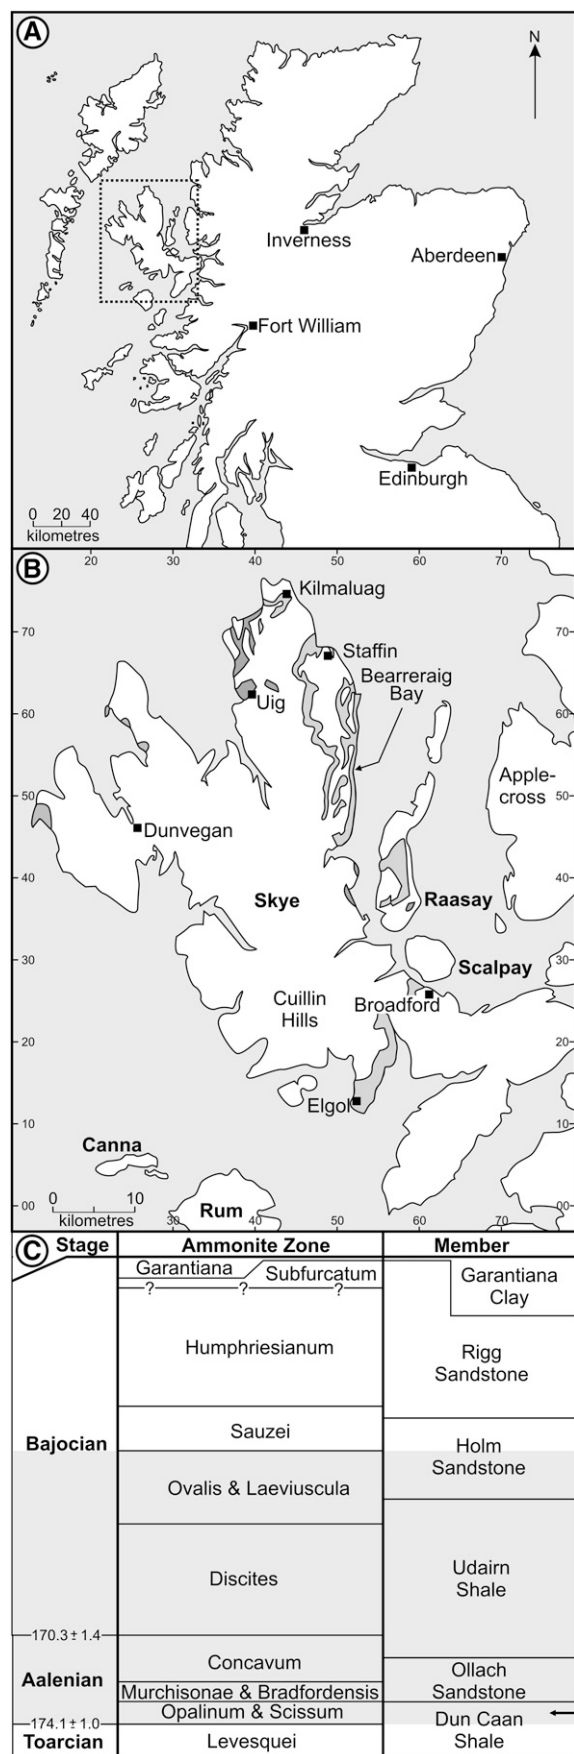 A
N
Inverness
Aberdeen
Fort William
Edinburgh
0 20 40
kilometres
B
20 30 40 50 60 70
Kilmaluag
70 70
Staffin
Bearreraig
Bay
Uig
60 60
Apple-
cross
50 50
Dunvegan
40 40
Skye
Raasay
30 30
Scalpay
Cuillin
Hills
Broadford
20 20
Elgol
10 10
Canna
0 10
kilometres
Rum
00 00
30 40 50 60 70
C Stage Ammonite Zone Member
Garantiana
Subfurcatum
Garantiana
Clay
? ? ?
Humphriesianum
Rigg
Sandstone
Bajocian
Sauzei
Holm
Sandstone
Ovalis & Laeviuscula
Discites
Udairn
Shale
170.3 ± 1.4
Aalenian
Concavum
Ollach
Sandstone
Murchisonae & Bradfordensis
Opalinum & Scissum
Dun Caan
Shale
174.1 ± 1.0
Toarcian
Levesquei